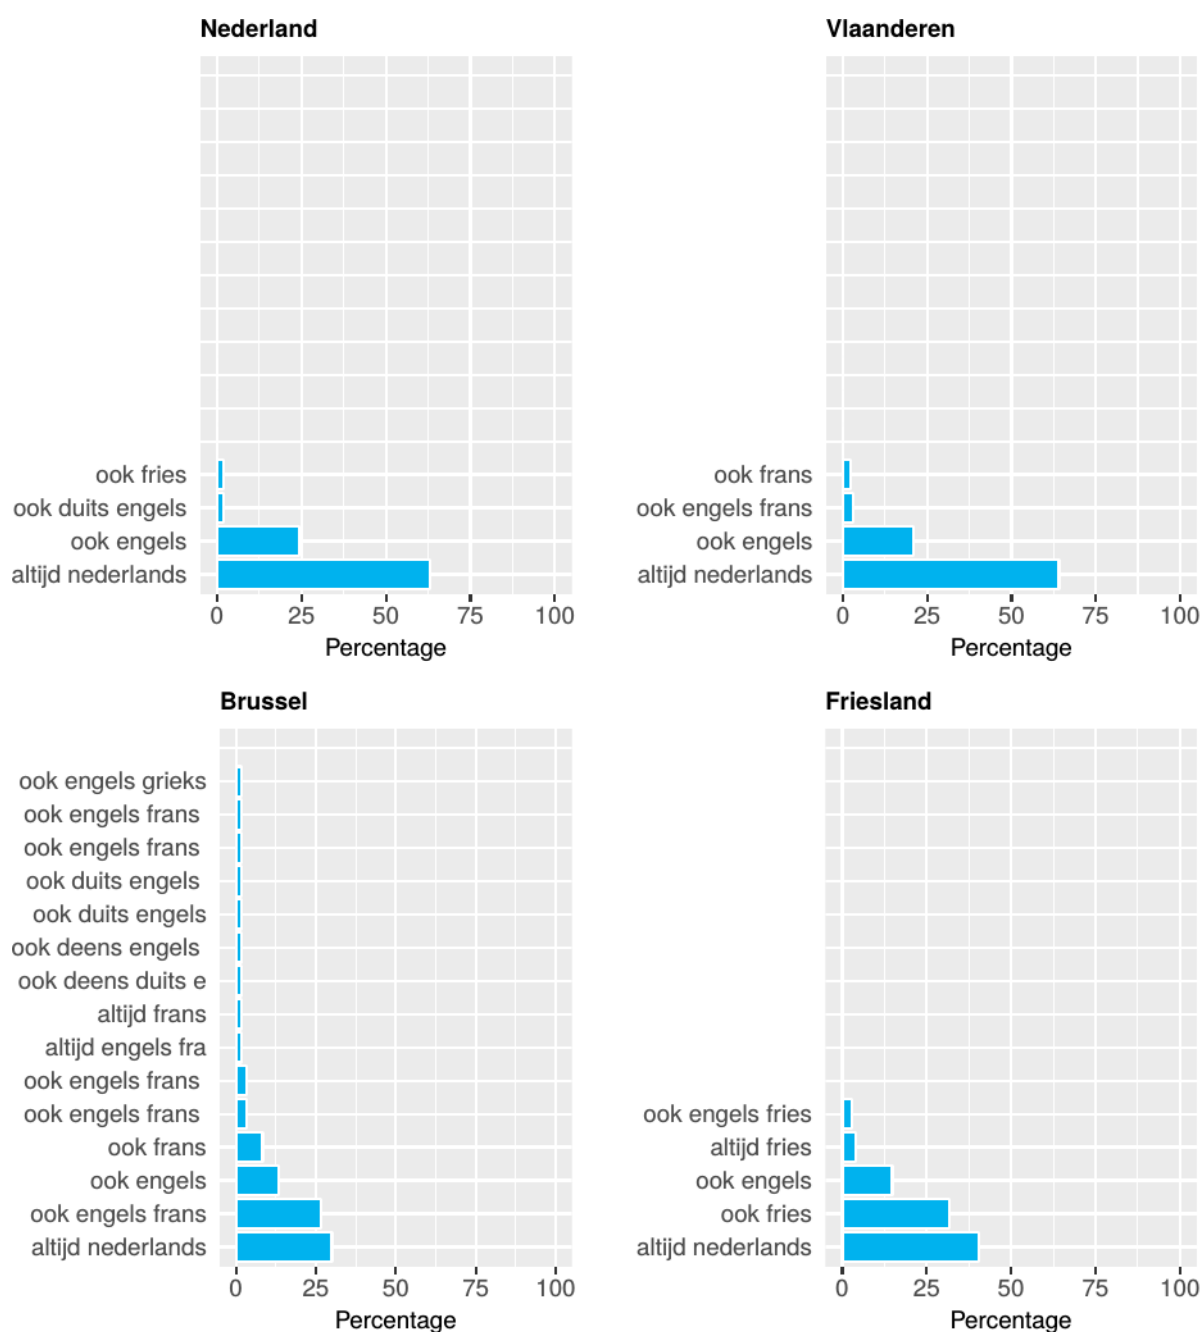 Nederland
ook fries
ook duits engels
ook engels
altijd nederlands
0 25 50 75 100
Percentage
Vlaanderen
ook frans
ook engels frans
ook engels
altijd nederlands
0 25 50 75 100
Percentage
Brussel
ook engels grieks
ook engels frans
ook engels frans
ook duits engels
ook duits engels
ook deens engels
ook deens duits e
altijd frans
altijd engels fra
ook engels frans
ook engels frans
ook frans
ook engels
ook engels frans
altijd nederlands
0 25 50 75 100
Percentage
Friesland
ook engels fries
altijd fries
ook engels
ook fries
altijd nederlands
0 25 50 75 100
Percentage